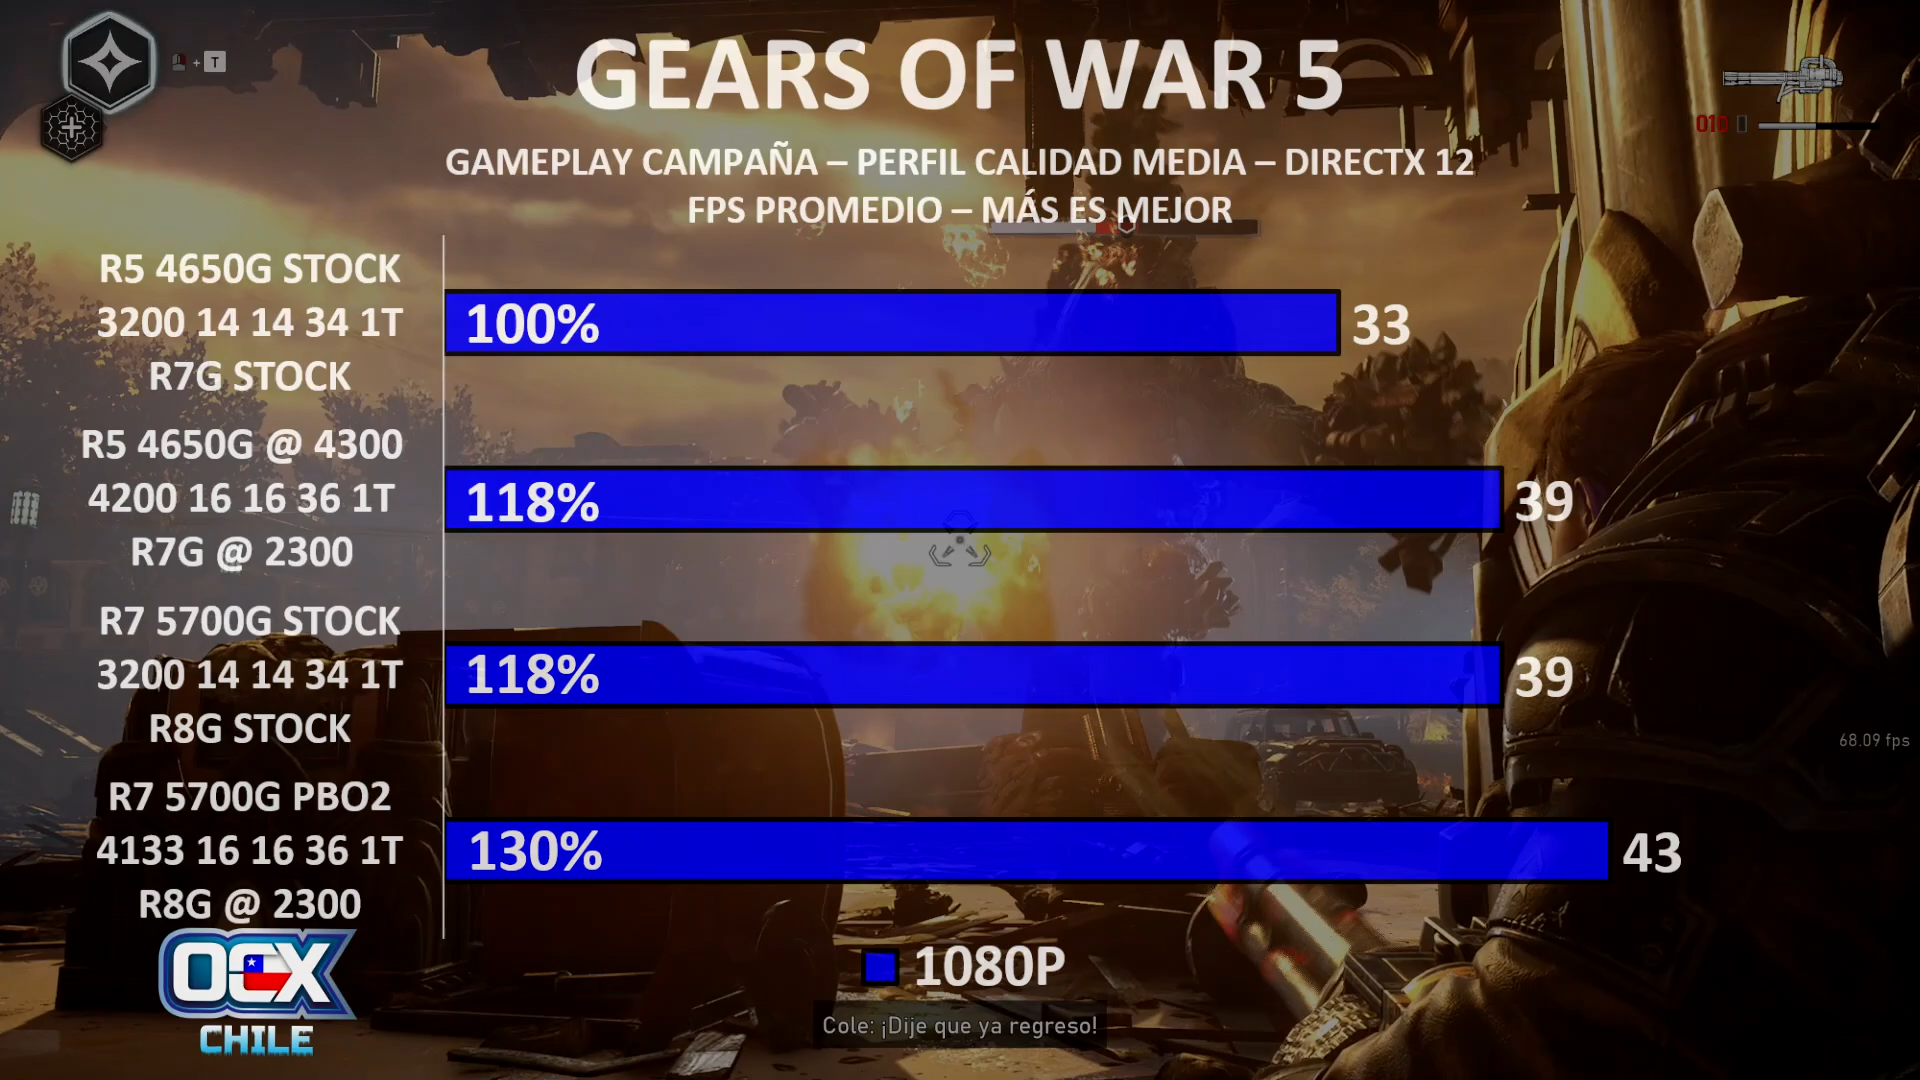 + T
GEARS OF WAR 5
010
GAMEPLAY CAMPAÑA – PERFIL CALIDAD MEDIA – DIRECTX 12
FPS PROMEDIO – MÁS ES MEJOR
R5 4650G STOCK
3200 14 14 34 1T
R7G STOCK
100%
33
R5 4650G @ 4300
4200 16 16 36 1T
R7G @ 2300
118%
39
R7 5700G STOCK
3200 14 14 34 1T
R8G STOCK
118%
39
68.09 fps
R7 5700G PBO2
4133 16 16 36 1T
R8G @ 2300
130%
43
1080P
OCX
CHILE
Cole: ¡Dije que ya regreso!